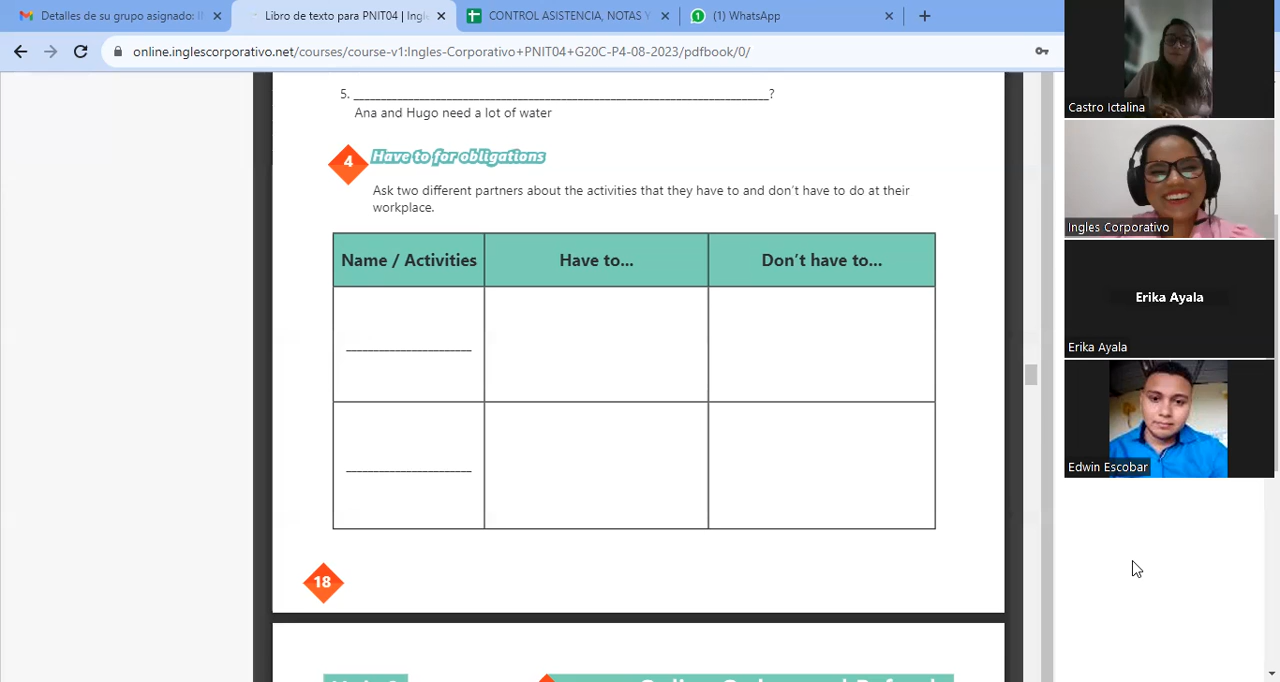 Detalles de su grupo asignado: I
Libro de texto para PNIT04 | Ingl
CONTROL ASISTENCIA, NOTAS Y
(1) WhatsApp
online.inglescorporativo.net/courses/course-v1:Ingles-Corporativo+PNIT04+G20C-P4-08-2023/pdfbook/0/
5. ____________________________________________________________?
Ana and Hugo need a lot of water
4 Have to for obligations
Ask two different partners about the activities that they have to and don't have to do at their
workplace.
Name / Activities Have to... Don't have to...
__________________
__________________
18
Castro Ictalina
Ingles Corporativo
Erika Ayala
Erika Ayala
Edwin Escobar